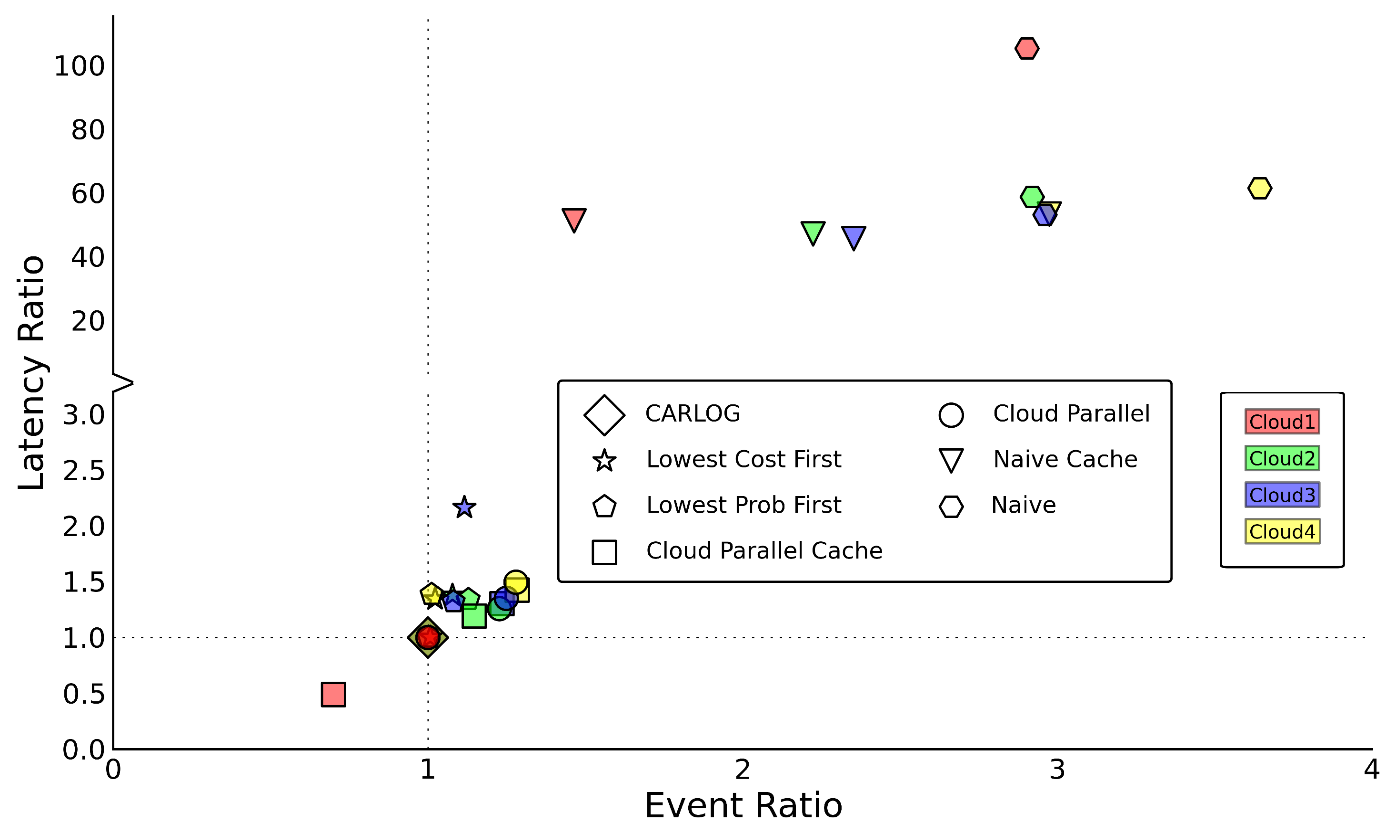 100
80
60
40
20
3.0
2.5
2.0
1.5
1.0
0.5
0.0
Latency Ratio
CARLOG
Lowest Cost First
Lowest Prob First
Cloud Parallel Cache
Cloud Parallel
Naive Cache
Naive
Cloud1
Cloud2
Cloud3
Cloud4
0 1 2 3 4
Event Ratio